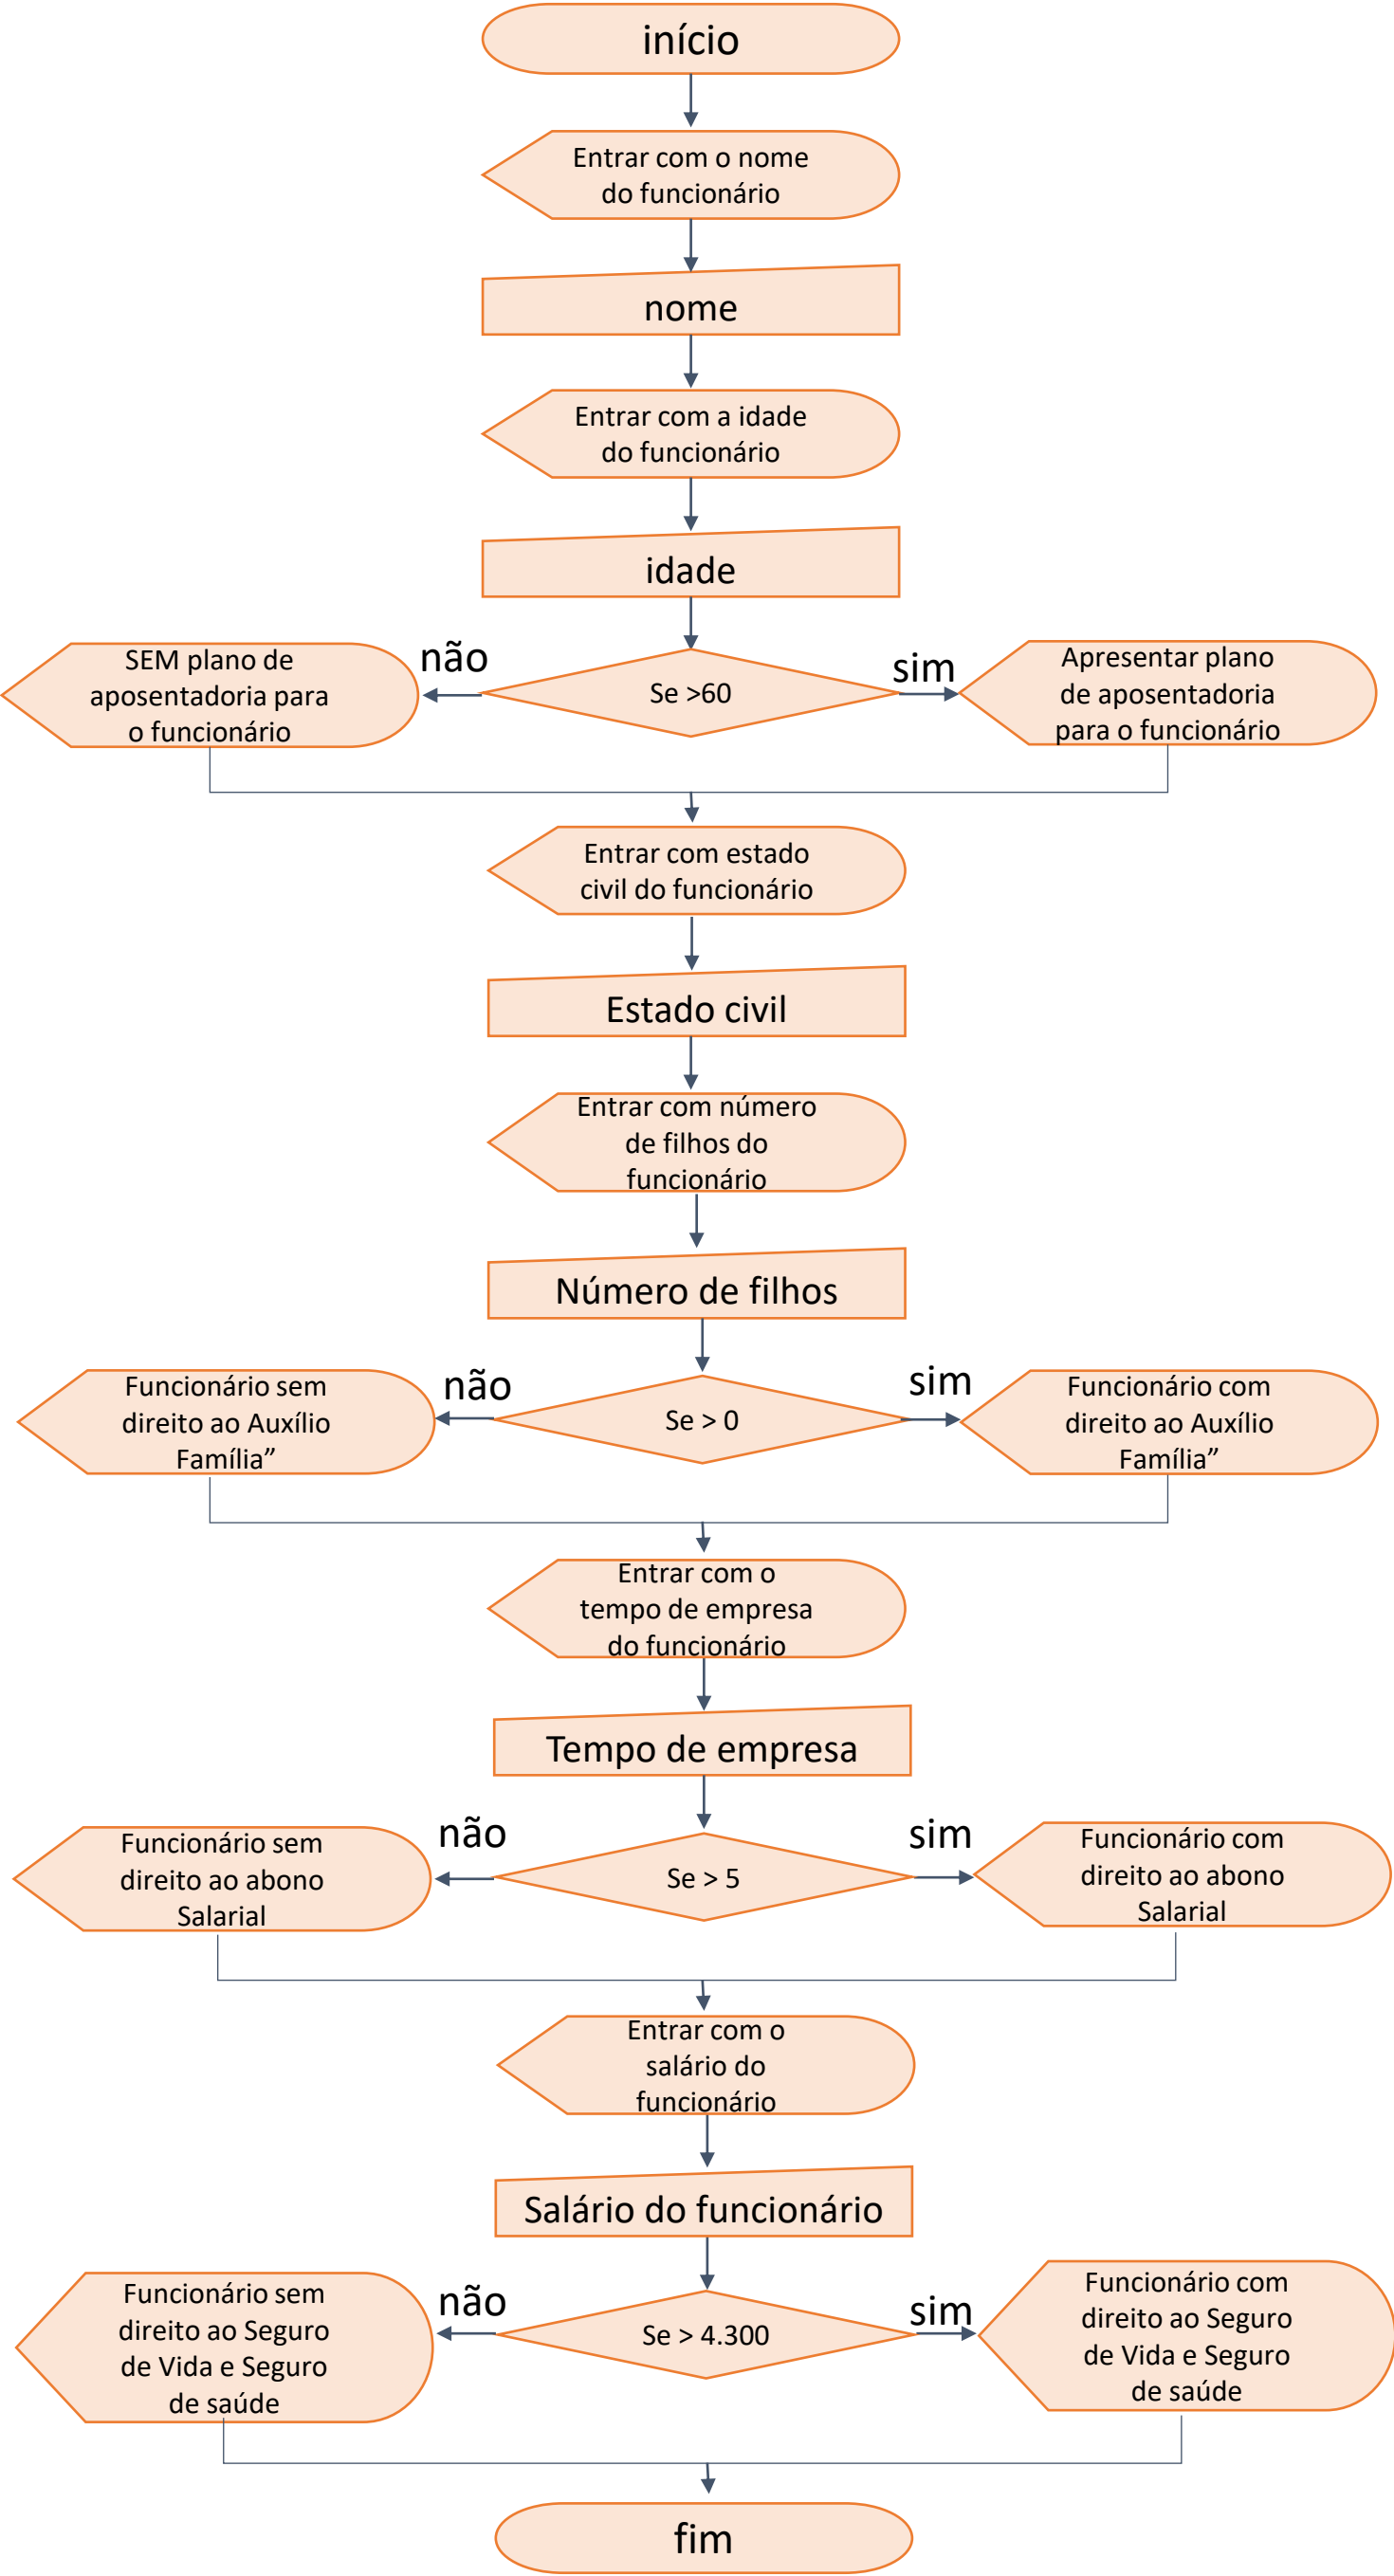 início
Entrar com o nome
do funcionário
nome
Entrar com a idade
do funcionário
idade
SEM plano de
aposentadoria para
o funcionário
não
Se >60
sim
Apresentar plano
de aposentadoria
para o funcionário
Entrar com estado
civil do funcionário
Estado civil
Entrar com número
de filhos do
funcionário
Número de filhos
Funcionário sem
direito ao Auxílio
Família”
não
Se > 0
sim
Funcionário com
direito ao Auxílio
Família”
Entrar com o
tempo de empresa
do funcionário
Tempo de empresa
Funcionário sem
direito ao abono
Salarial
não
Se > 5
sim
Funcionário com
direito ao abono
Salarial
Entrar com o
salário do
funcionário
Salário do funcionário
Funcionário sem
direito ao Seguro
de Vida e Seguro
de saúde
não
Se > 4.300
sim
Funcionário com
direito ao Seguro
de Vida e Seguro
de saúde
fim